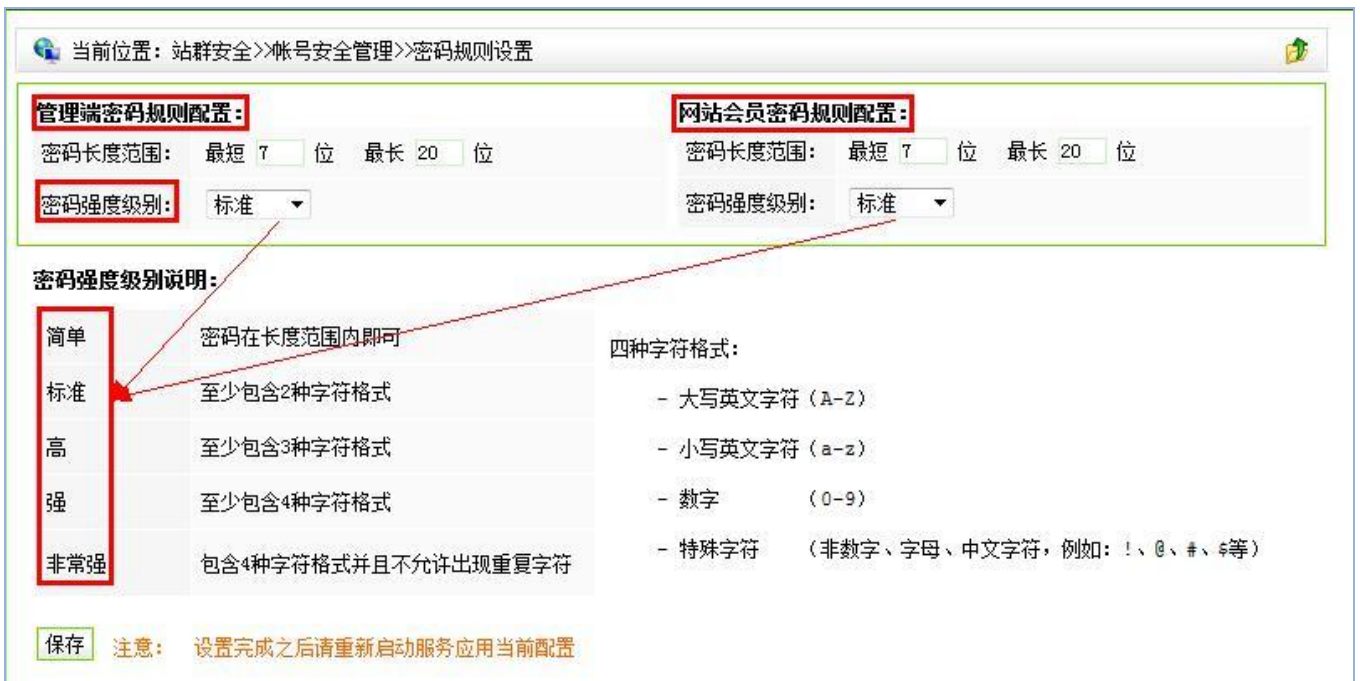 当前位置：站群安全>>帐号安全管理>>密码规则设置
管理端密码规则配置：
密码长度范围： 最短 7 位 最长 20 位
密码强度级别： 标准
网站会员密码规则配置：
密码长度范围： 最短 7 位 最长 20 位
密码强度级别： 标准
密码强度级别说明：
简单 密码在长度范围内即可
标准 至少包含2种字符格式
高 至少包含3种字符格式
强 至少包含4种字符格式
非常强 包含4种字符格式并且不允许出现重复字符
四种字符格式：
- 大写英文字符（A-Z）
- 小写英文字符（a-z）
- 数字 （0-9）
- 特殊字符 （非数字、字母、中文字符，例如：!、@、#、$等）
保存 注意： 设置完成之后请重新启动服务应用当前配置